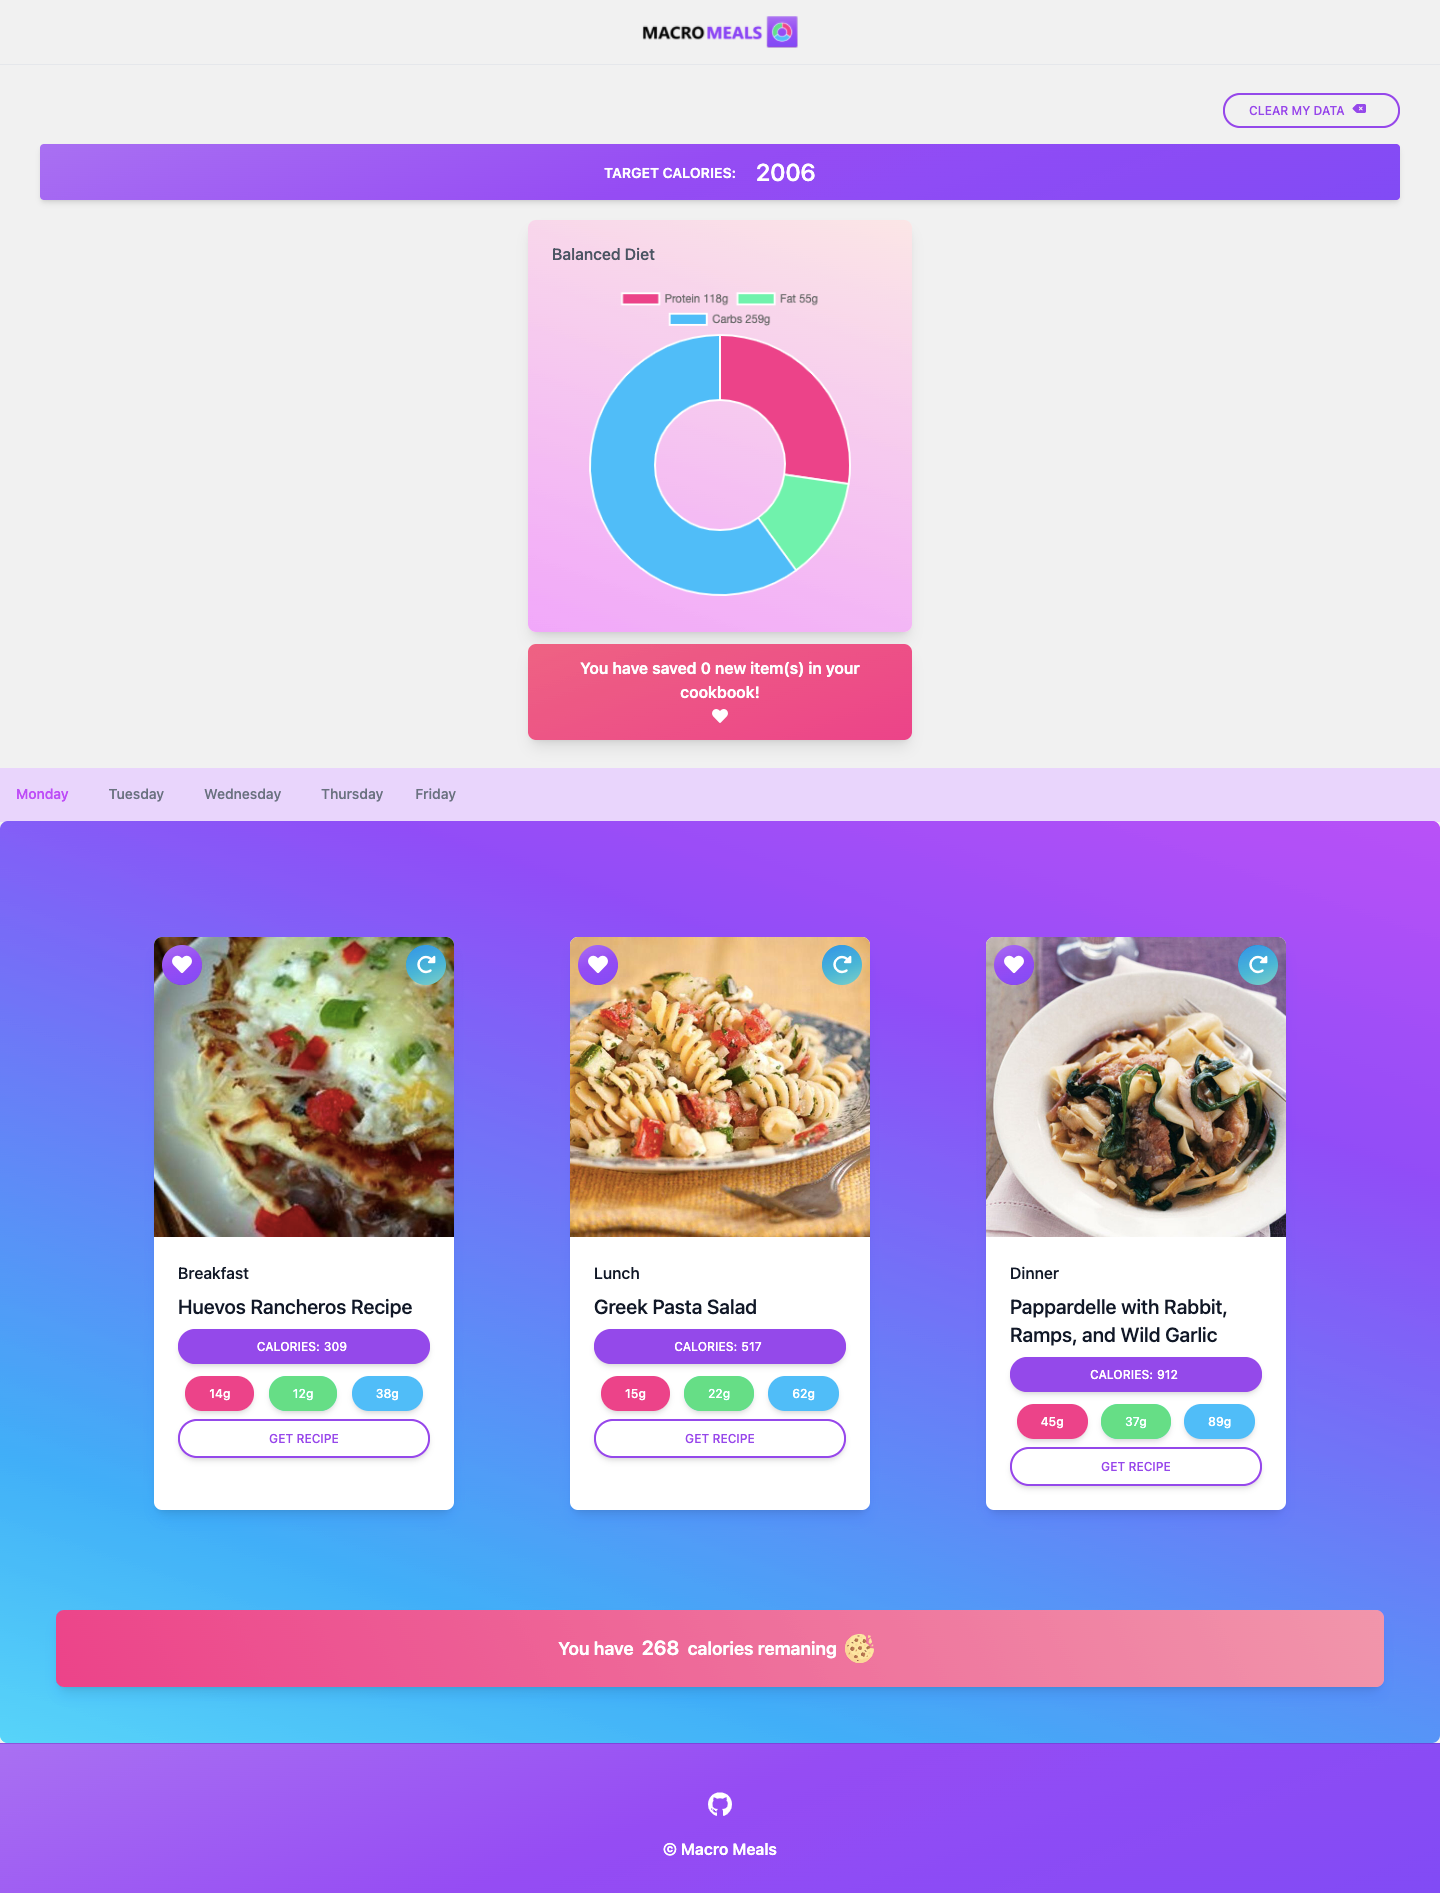 MACROMEALS
CLEAR MY DATA
TARGET CALORIES: 2006
Balanced Diet
Protein 118g Fat 55g
Carbs 259g
You have saved 0 new item(s) in your
cookbook!
Monday Tuesday Wednesday Thursday Friday
Breakfast
Huevos Rancheros Recipe
CALORIES: 309
14g 12g 38g
GET RECIPE
Lunch
Greek Pasta Salad
CALORIES: 517
15g 22g 62g
GET RECIPE
Dinner
Pappardelle with Rabbit,
Ramps, and Wild Garlic
CALORIES: 912
45g 37g 89g
GET RECIPE
You have 268 calories remaning
© Macro Meals